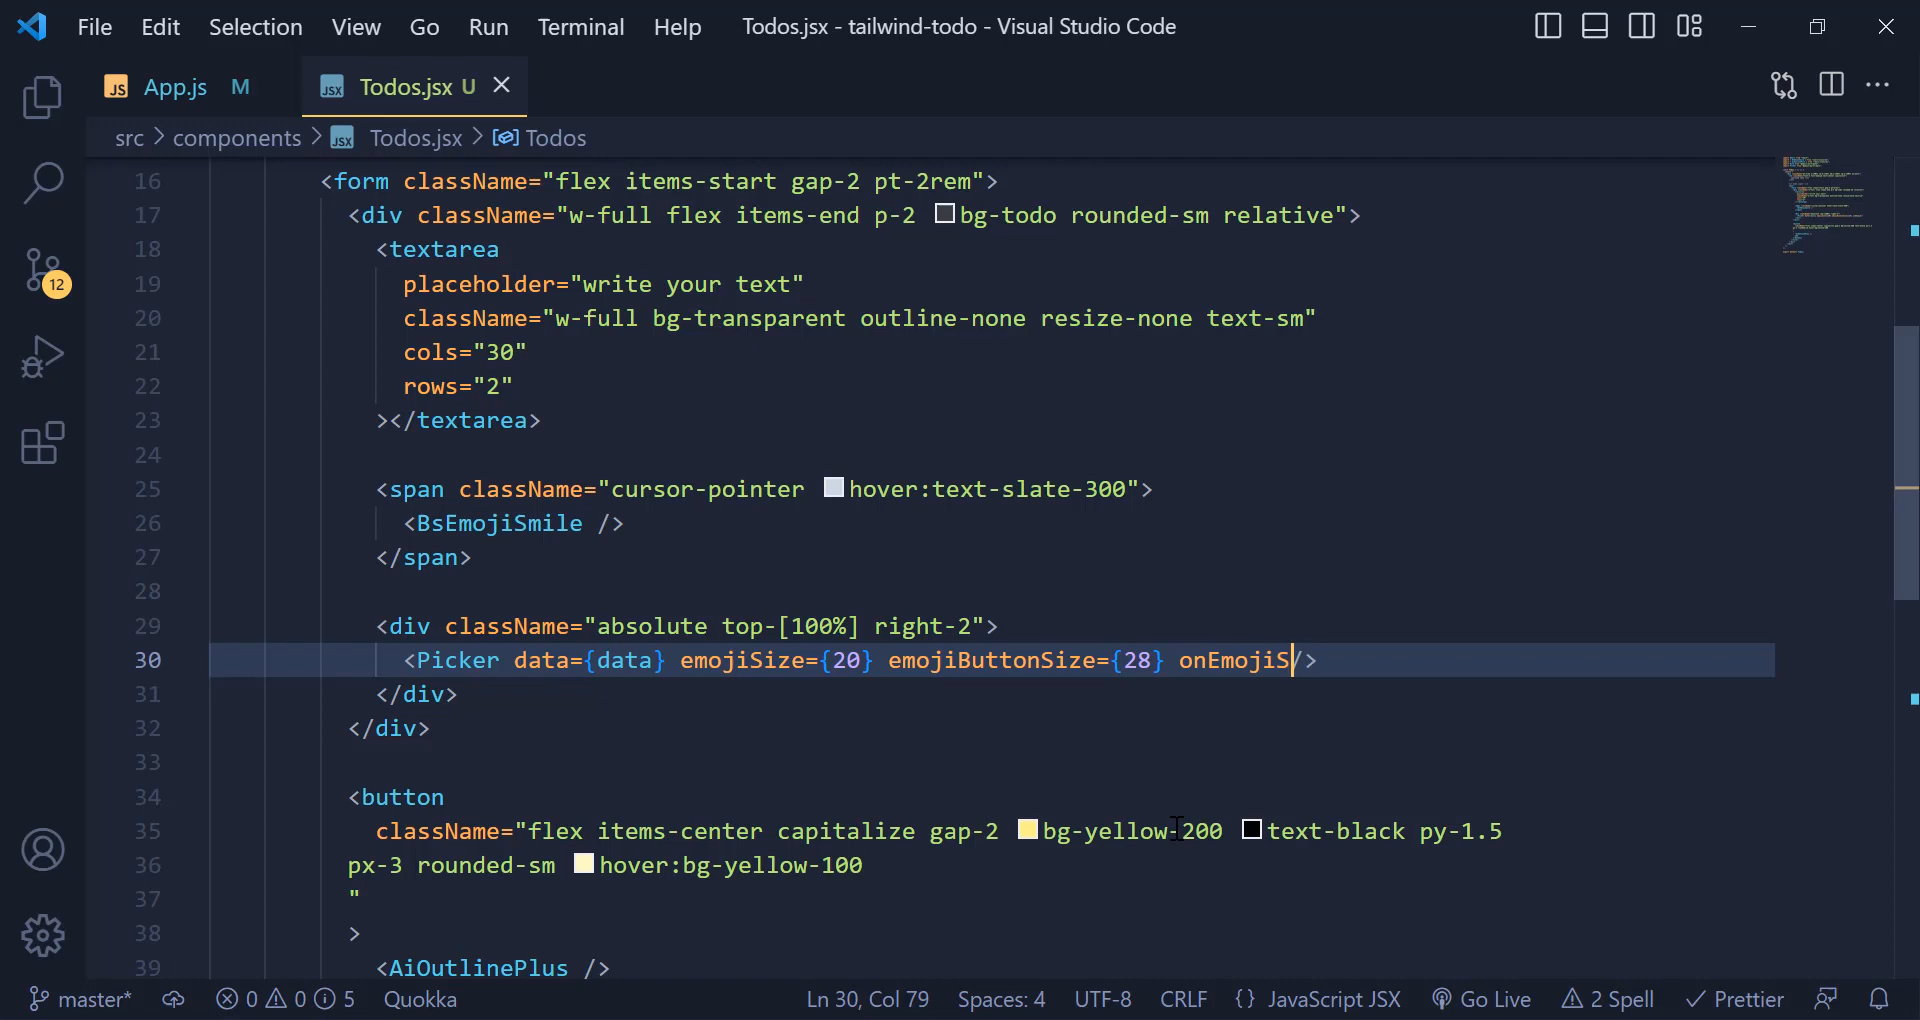 File Edit Selection View Go Run Terminal Help Todos.jsx - tailwind-todo - Visual Studio Code
JS App.js M JSX Todos.jsx U
src > components > JSX Todos.jsx > Todos
16 <form className="flex items-start gap-2 pt-2rem">
17 <div className="w-full flex items-end p-2 bg-todo rounded-sm relative">
18 <textarea
19 placeholder="write your text"
20 className="w-full bg-transparent outline-none resize-none text-sm"
21 cols="30"
22 rows="2"
23 ></textarea>
24
25 <span className="cursor-pointer hover:text-slate-300">
26 <BsEmojiSmile />
27 </span>
28
29 <div className="absolute top-[100%] right-2">
30 <Picker data={data} emojiSize={20} emojiButtonSize={28} onEmojiS/>
31 </div>
32 </div>
33
34 <button
35 className="flex items-center capitalize gap-2 bg-yellow-200 text-black py-1.5
36 px-3 rounded-sm hover:bg-yellow-100
37 "
38 >
39 <AiOutlinePlus />
12
master* 0 0 5 Quokka Ln 30, Col 79 Spaces: 4 UTF-8 CRLF {} JavaScript JSX Go Live 2 Spell Prettier